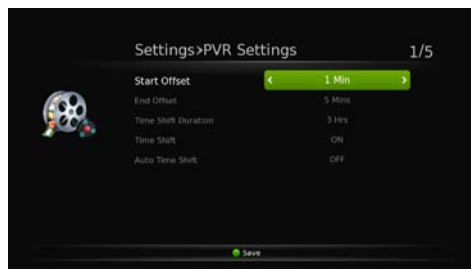 Settings>PVR Settings 1/5
Start Offset < 1 Min >
End Offset 5 Mins
Time Shift Duration 3 Hrs
Time Shift ON
Auto Time Shift OFF
Save